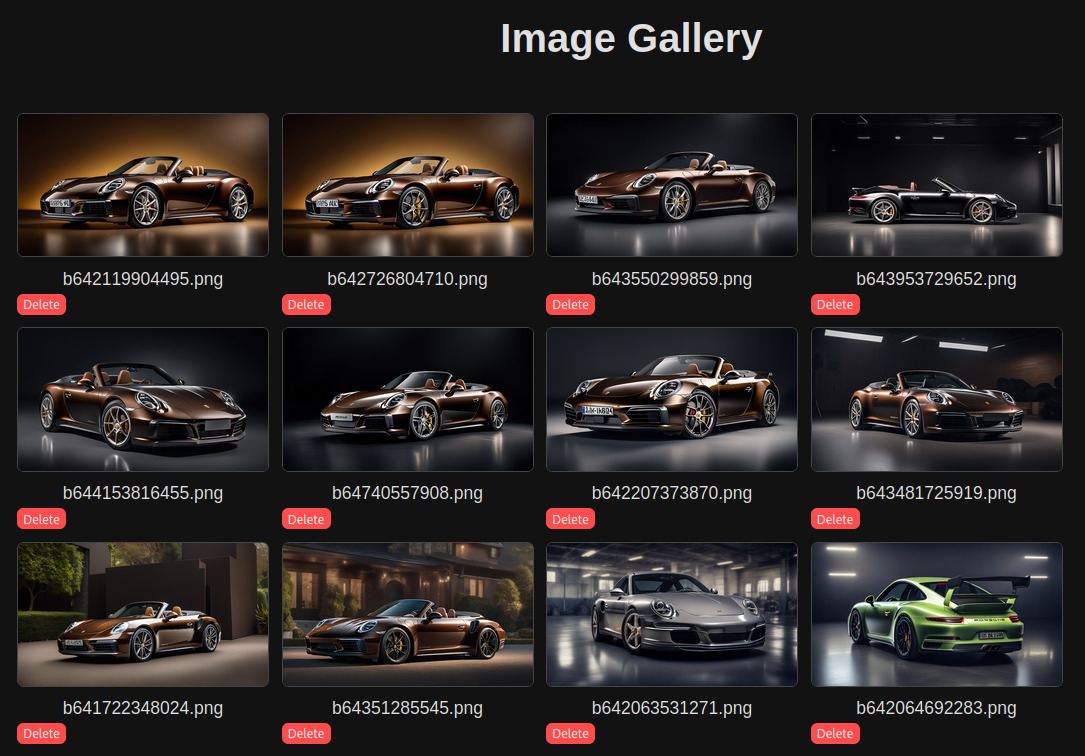 Image Gallery
b642119904495.png
b642726804710.png
b643550299859.png
b643953729652.png
Delete
Delete
Delete
Delete
b644153816455.png
b64740557908.png
b642207373870.png
b643481725919.png
Delete
Delete
Delete
Delete
PORSCHE
b641722348024.png
b64351285545.png
b642063531271.png
b642064692283.png
Delete
Delete
Delete
Delete